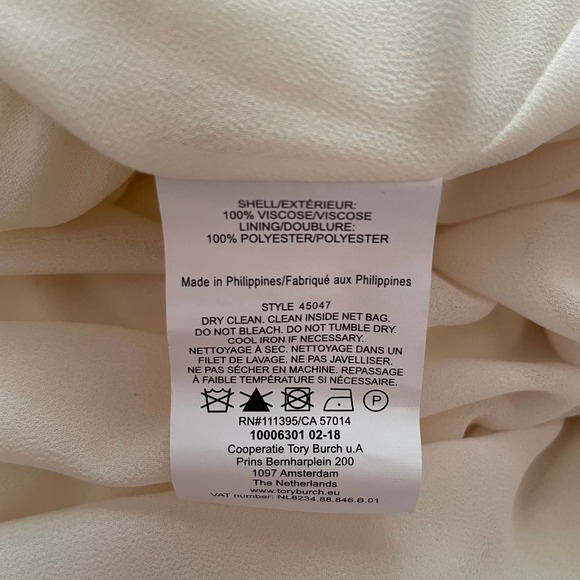 SHELL/EXTÉRIEUR:
100% VISCOSE/VISCOSE
LINING/DOUBLURE:
100% POLYESTER/POLYESTER
Made in Philippines/Fabriqué aux Philippines
STYLE 45047
DRY CLEAN. CLEAN INSIDE NET BAG.
DO NOT BLEACH. DO NOT TUMBLE DRY.
COOL IRON IF NECESSARY.
NETTOYAGE À SEC. NETTOYAGE DANS UN
FILET DE LAVAGE. NE PAS JAVELLISER.
NE PAS SÉCHER EN MACHINE. REPASSAGE
À FAIBLE TEMPÉRATURE SI NÉCESSAIRE.
P
RN#111395/CA 57014
10006301 02-18
Cooperatie Tory Burch u.A
Prins Bernharplein 200
1097 Amsterdam
The Netherlands
www.toryburch.eu
VAT number: NL8234.88.846.B.01